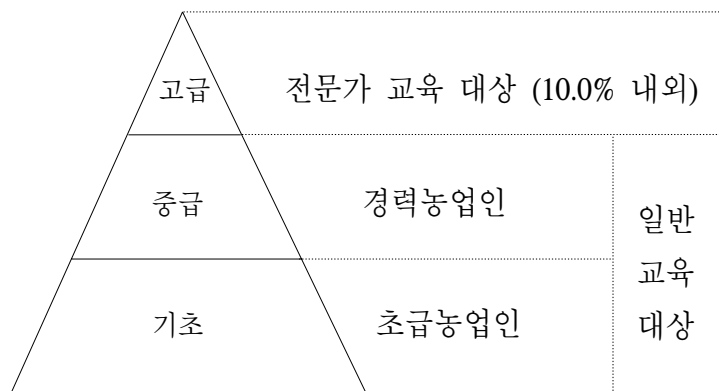 고급
전문가 교육 대상 (10.0% 내외)
중급
경력농업인
기초
초급농업인
일반
교육
대상